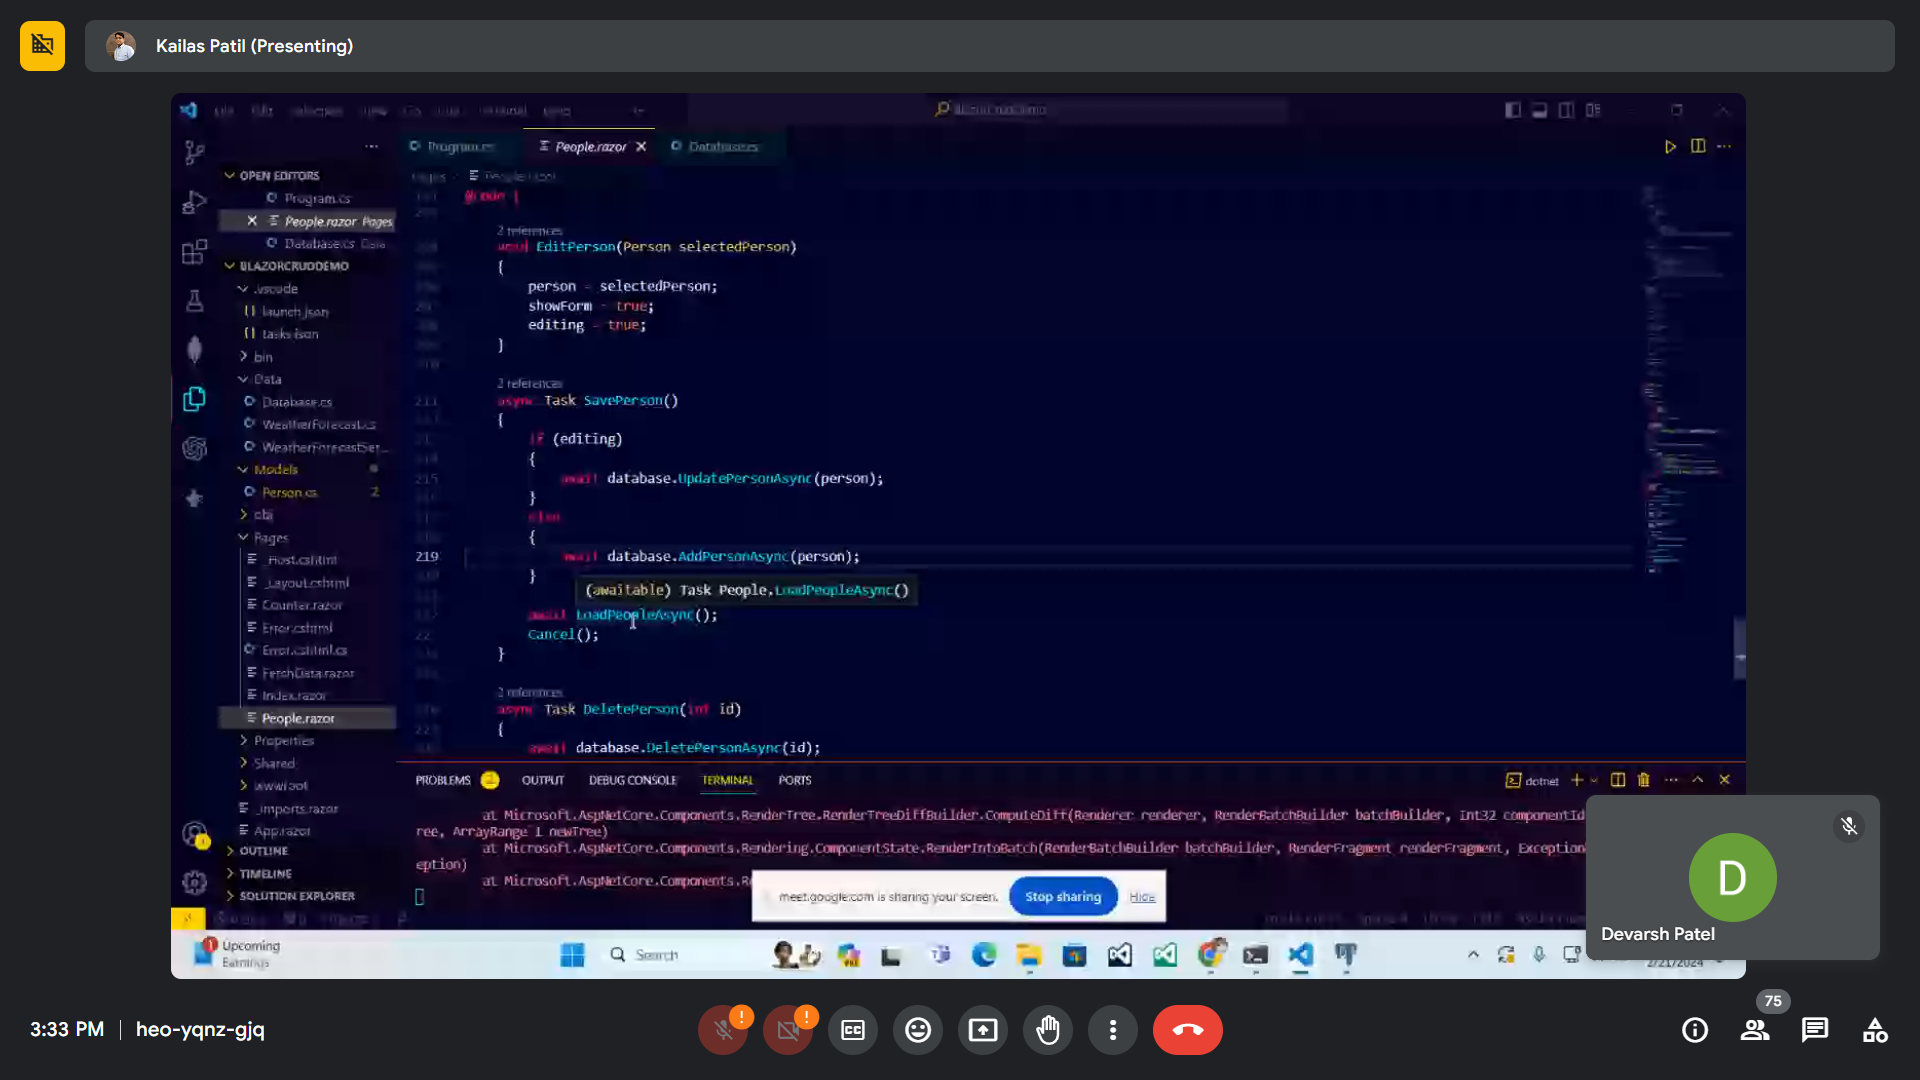 Kailas Patil (Presenting)
Program.cs
People.razor
Database.cs
OPEN EDITORS
Program.cs
People.razor Pages
Database.cs Data
BLAZORCRUDDEMO
.vscode
launch.json
tasks.json
bin
Data
Database.cs
WeatherForecast.cs
WeatherForecastSer...
Models
Person.cs 2
obj
Pages
_Host.cshtml
_Layout.cshtml
Counter.razor
Error.cshtml
Error.cshtml.cs
FetchData.razor
Index.razor
People.razor
Properties
Shared
wwwroot
_Imports.razor
App.razor
OUTLINE
TIMELINE
SOLUTION EXPLORER
Pages
People.razor
@code {
2 references
void EditPerson(Person selectedPerson)
{
person = selectedPerson;
showForm = true;
editing = true;
}
2 references
async Task SavePerson()
{
if (editing)
{
await database.UpdatePersonAsync(person);
}
else
{
219 await database.AddPersonAsync(person);
}
(awaitable) Task People.LoadPeopleAsync()
await LoadPeopleAsync();
Cancel();
}
2 references
async Task DeletePerson(int id)
{
await database.DeletePersonAsync(id);
PROBLEMS
OUTPUT
DEBUG CONSOLE
TERMINAL
PORTS
dotnet
at Microsoft.AspNetCore.Components.RenderTree.RenderTreeDiffBuilder.ComputeDiff(Renderer renderer, RenderBatchBuilder batchBuilder, Int32 componentId
ree, ArrayRange`1 newTree)
at Microsoft.AspNetCore.Components.Rendering.ComponentState.RenderIntoBatch(RenderBatchBuilder batchBuilder, RenderFragment renderFragment, Exception
eption)
at Microsoft.AspNetCore.Components.R
meet.google.com is sharing your screen.
Stop sharing
Hide
Upcoming
Earnings
Search
2/21/2024
D
Devarsh Patel
3:33 PM
heo-yqnz-gjq
75